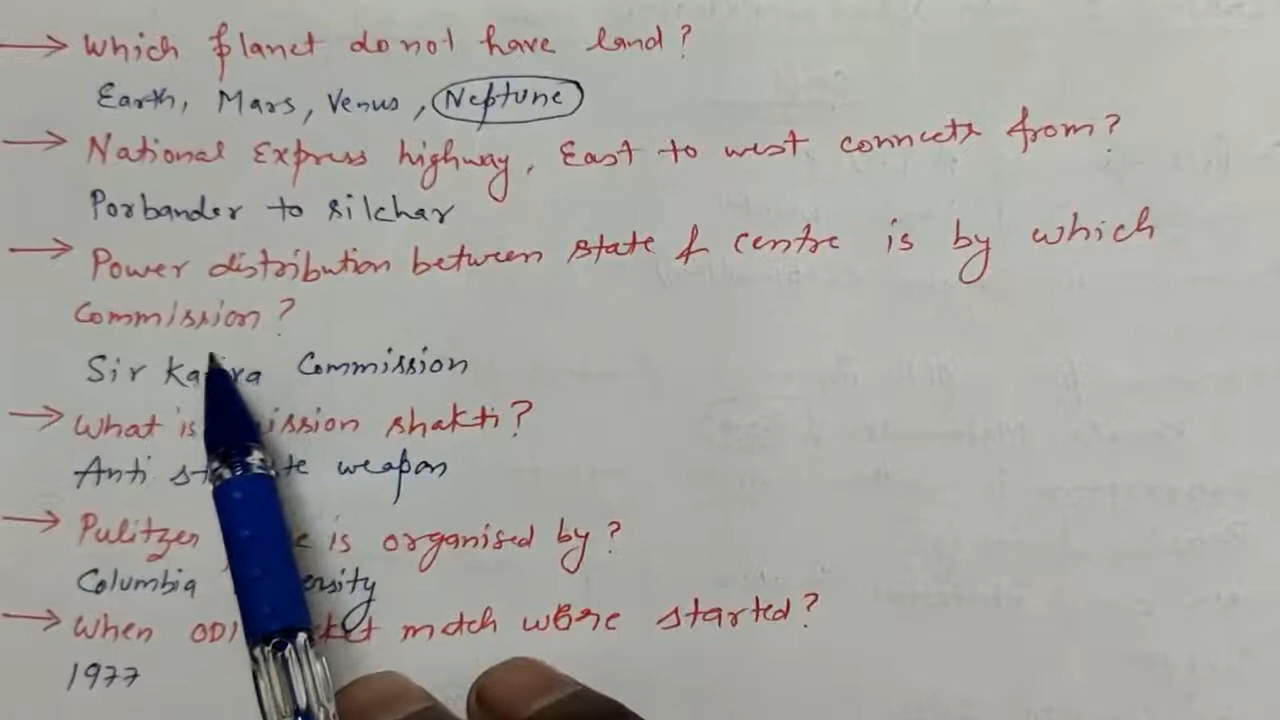 → Which planet do not have land?
Earth, Mars, Venus, Neptune
→ National Express highway, East to west connects from?
Porbander to silchar
→ Power distribution between state & centre is by which
Commission?
Sir Commission
→ What is shakti?
Anti weapon
→ Pulitzer is organised by?
Columbia
→ When ODI match were started?
1977